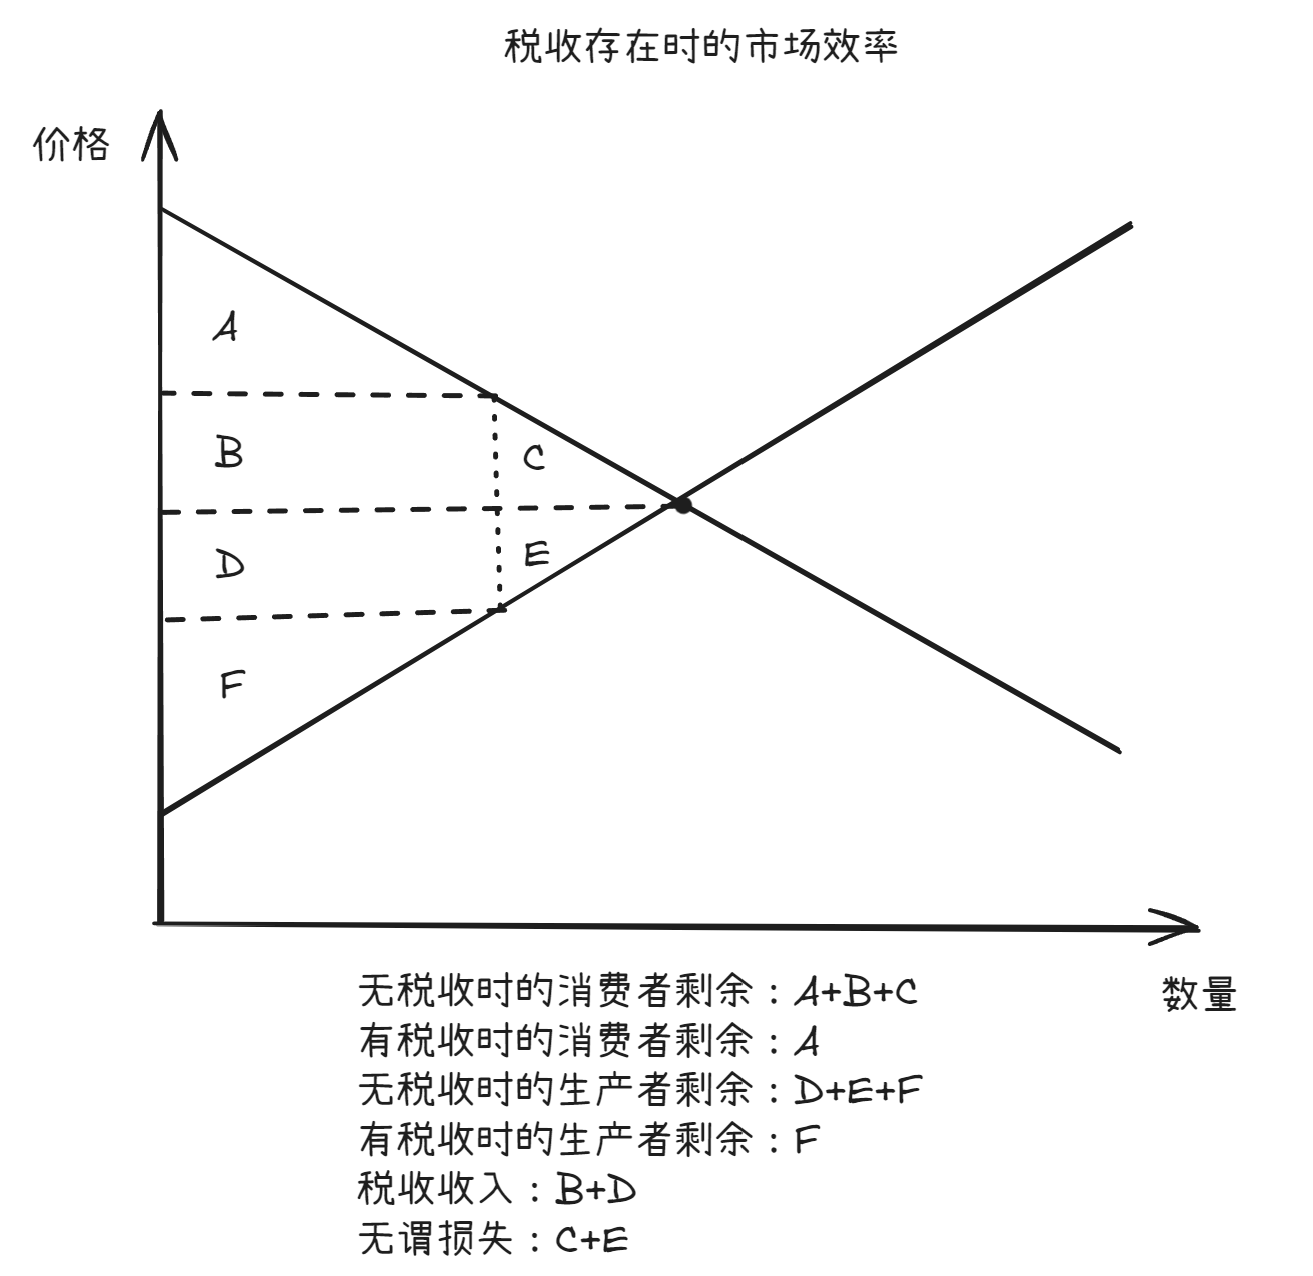 税收存在时的市场效率
价格
A
B
C
D
E
F
数量
无税收时的消费者剩余：A+B+C
有税收时的消费者剩余：A
无税收时的生产者剩余：D+E+F
有税收时的生产者剩余：F
税收收入：B+D
无谓损失：C+E